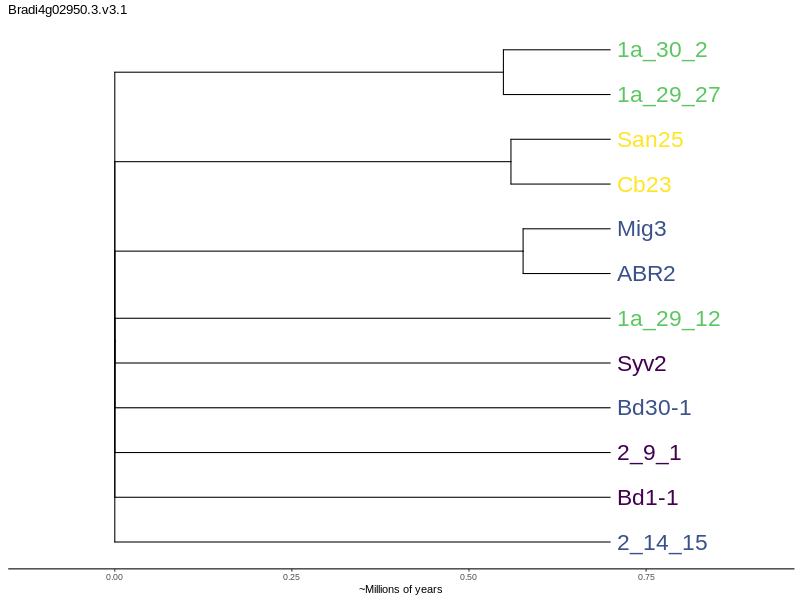 Bradi4g02950.3.v3.1
1a_30_2
1a_29_27
San25
Cb23
Mig3
ABR2
1a_29_12
Syv2
Bd30-1
2_9_1
Bd1-1
2_14_15
0.00 0.25 0.50 0.75
~Millions of years